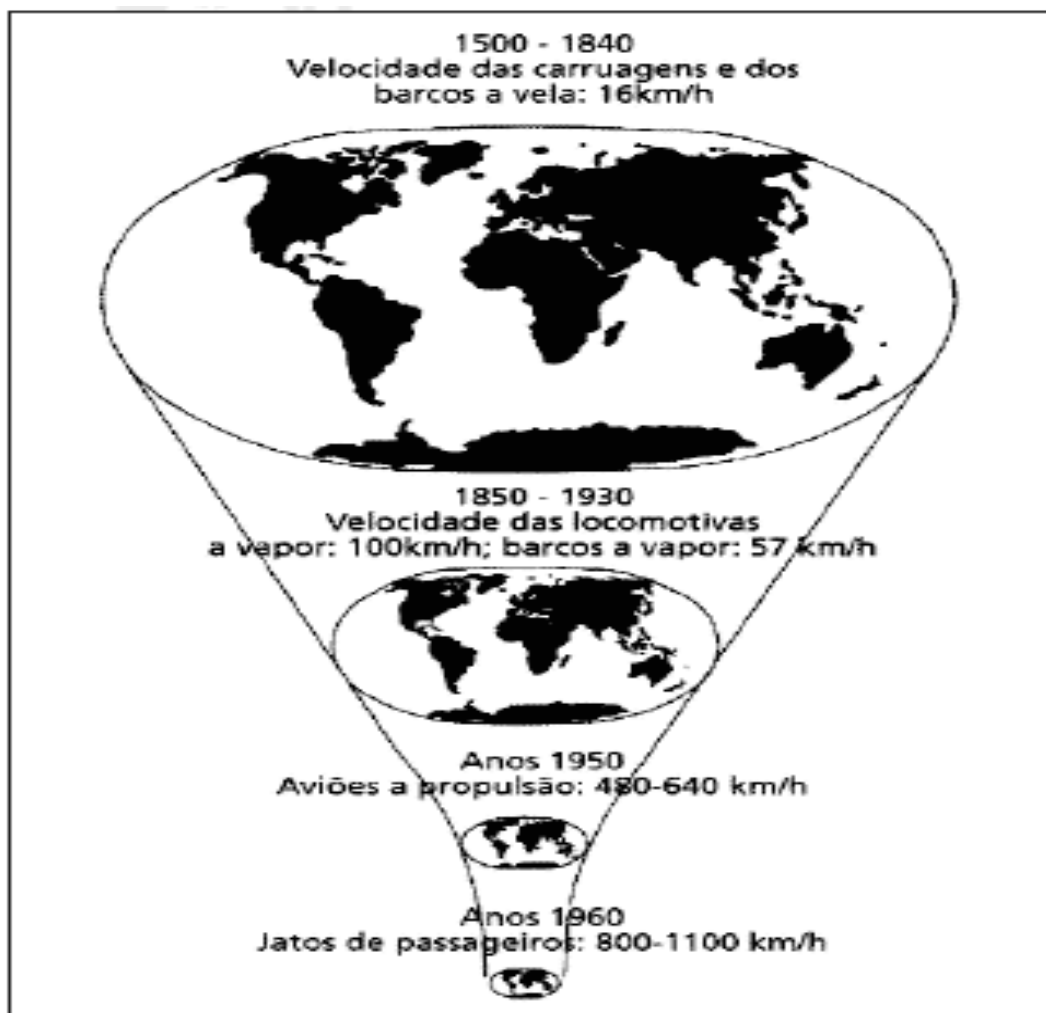 1500 - 1840
Velocidade das carruagens e dos
barcos a vela: 16km/h
1850 - 1930
Velocidade das locomotivas
a vapor: 100km/h; barcos a vapor: 57 km/h
Anos 1950
Aviões a propulsão: 480-640 km/h
Anos 1960
Jatos de passageiros: 800-1100 km/h